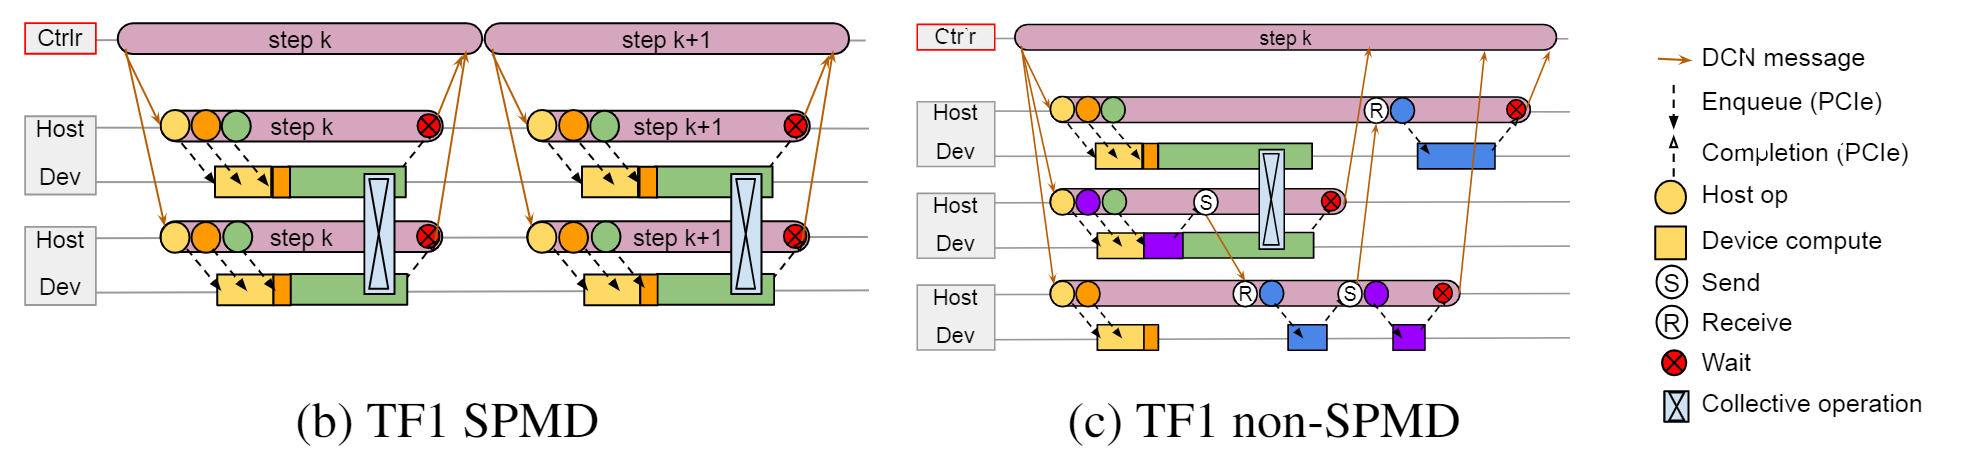 Ctrlr
step k
step k+1
Host
step k
step k+1
Dev
Host
step k
step k+1
Dev
(b) TF1 SPMD
Ctrlr
step k
Host
R
Dev
Host
S
Dev
Host
R
S
Dev
(c) TF1 non-SPMD
DCN message
Enqueue (PCIe)
Completion (PCIe)
Host op
Device compute
S Send
R Receive
Wait
Collective operation